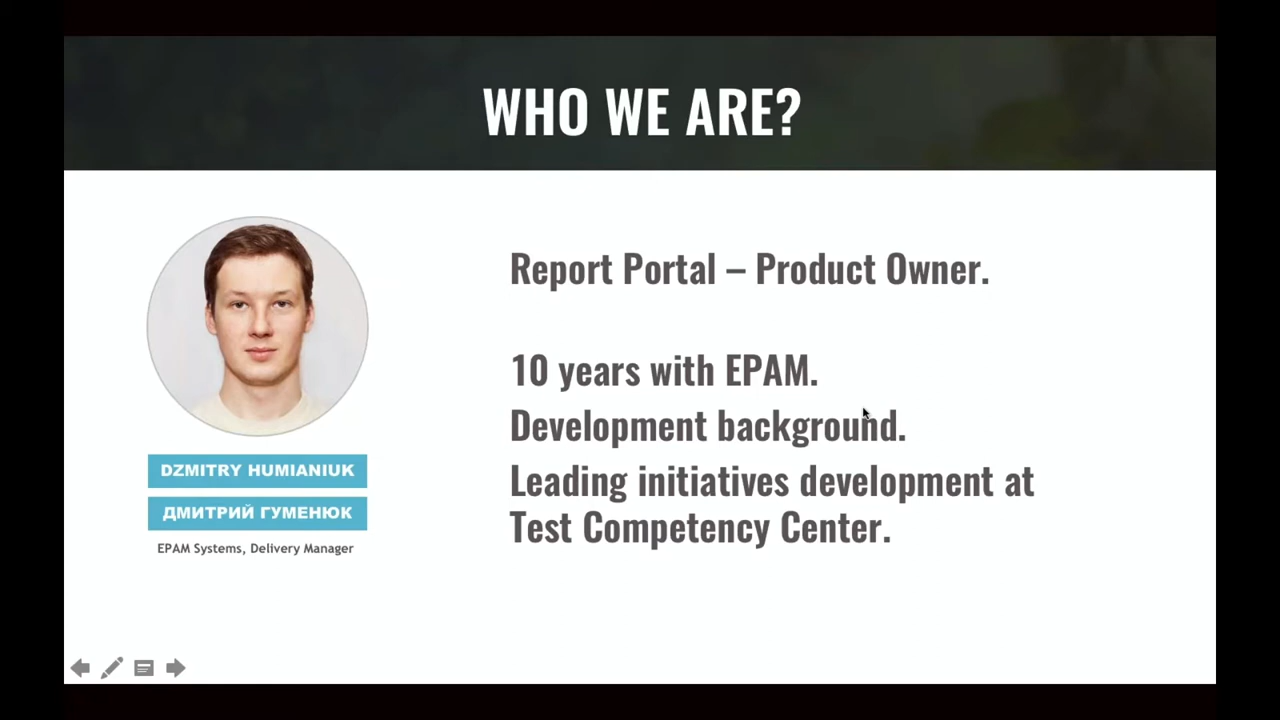 WHO WE ARE?
Report Portal – Product Owner.
10 years with EPAM.
Development background.
Leading initiatives development at
Test Competency Center.
DZMITRY HUMIANIUK
ДМИТРИЙ ГУМЕНЮК
EPAM Systems, Delivery Manager